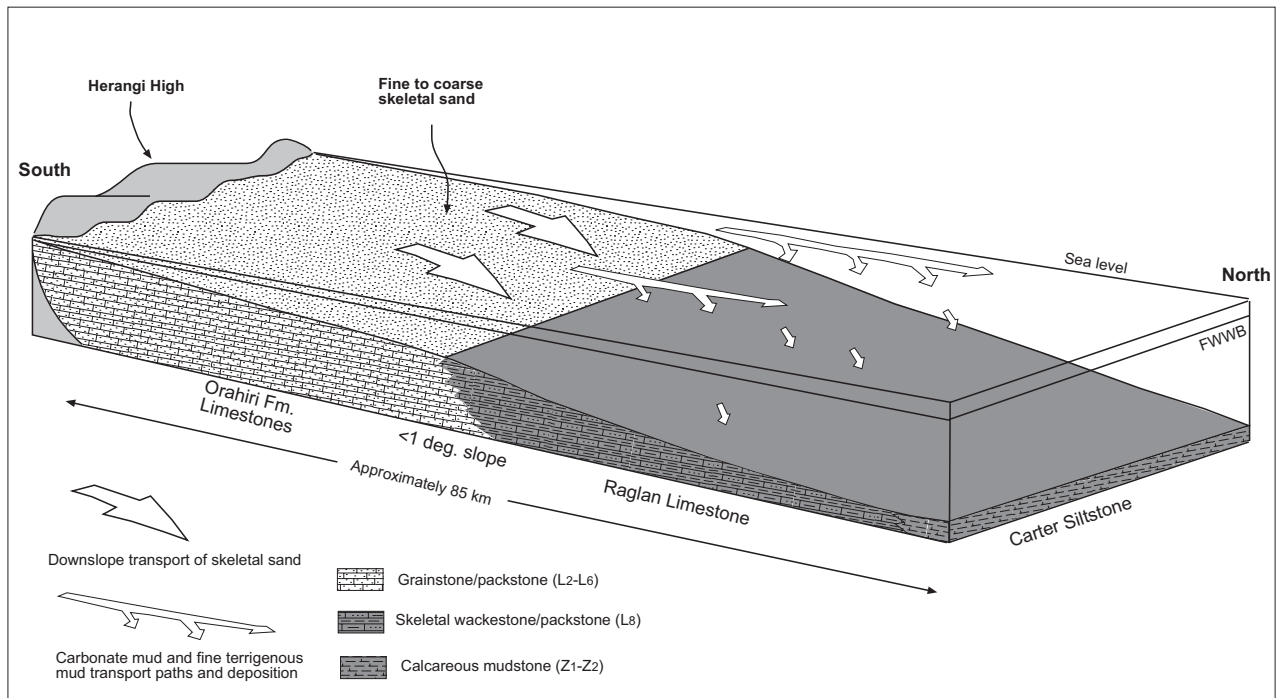 Herangi High
Fine to coarse
skeletal sand
South
Sea level
North
FWWB
Orahiri Fm.
Limestones
<1 deg. slope
Approximately 85 km
Raglan Limestone
Carter Siltstone
Downslope transport of skeletal sand
Carbonate mud and fine terrigenous
mud transport paths and deposition
Grainstone/packstone (L2-L6)
Skeletal wackestone/packstone (L8)
Calcareous mudstone (Z1-Z2)